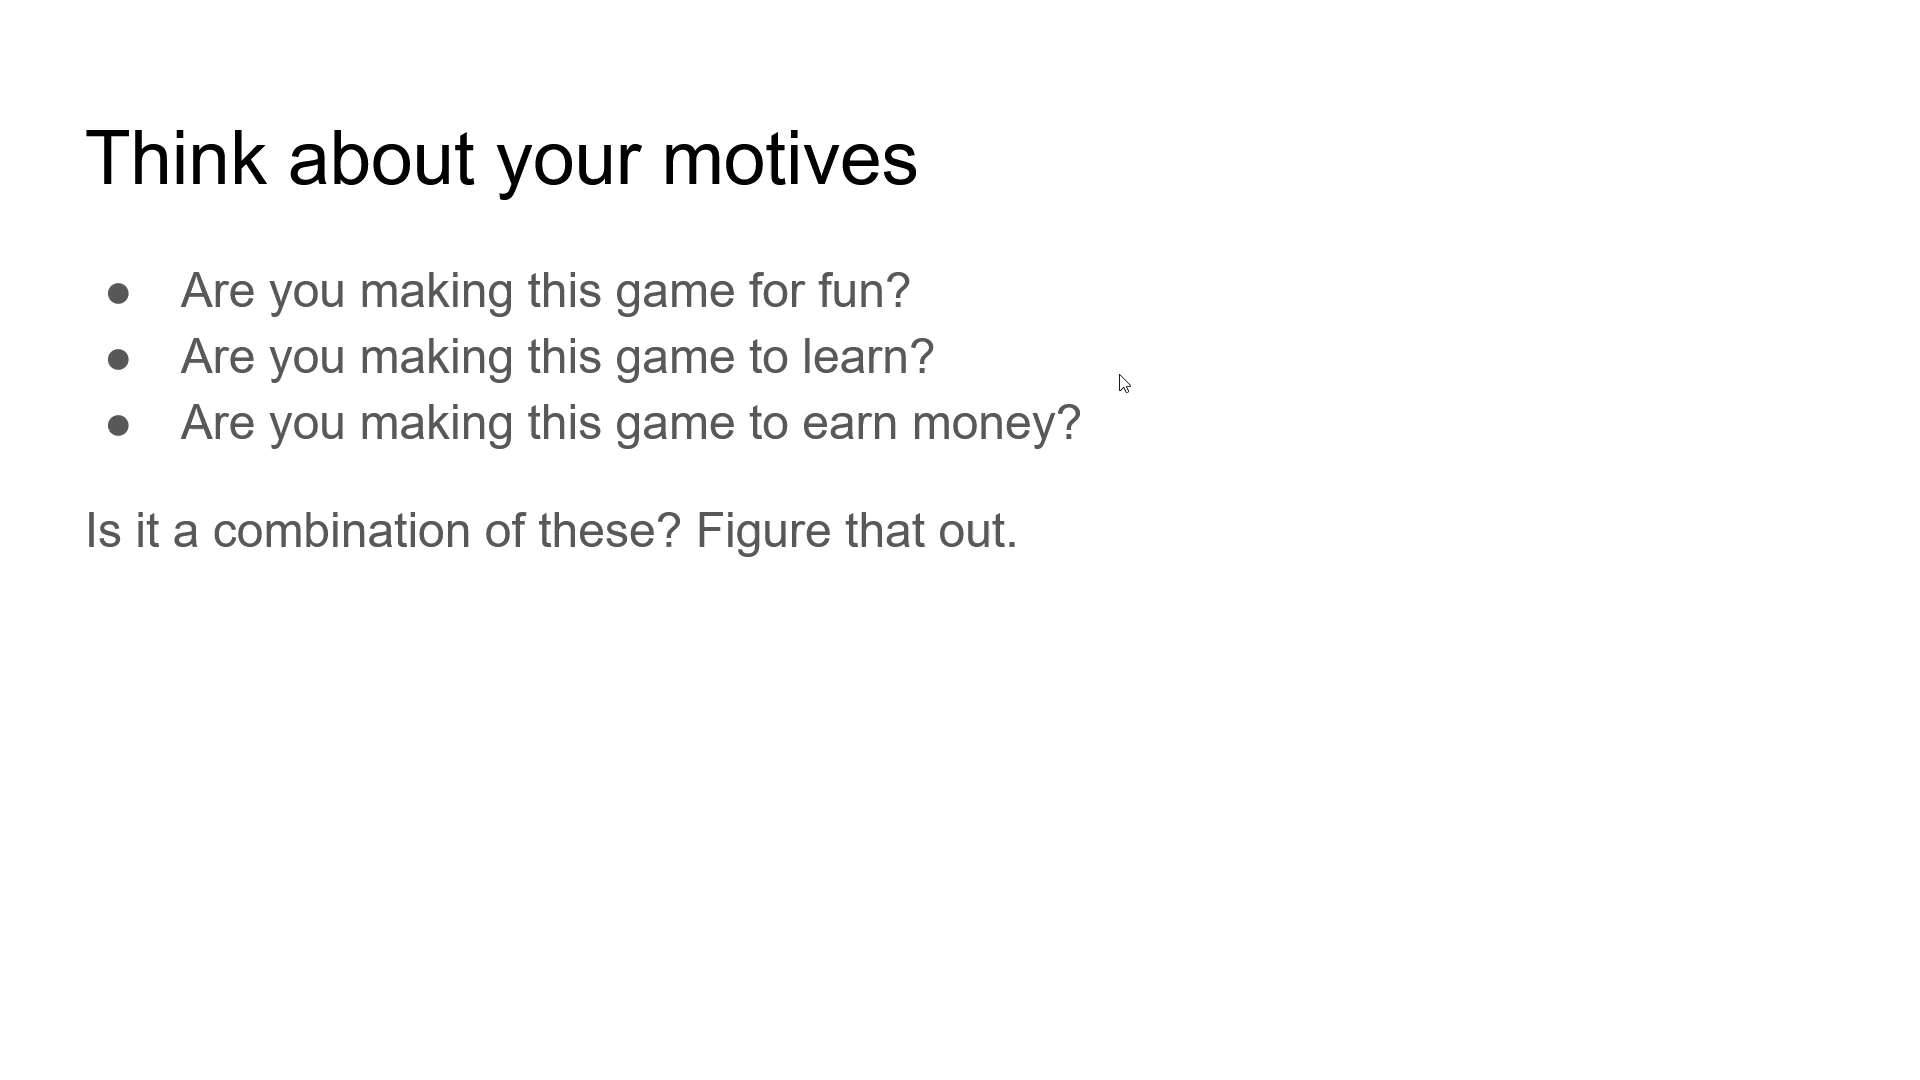 Think about your motives
● Are you making this game for fun?
● Are you making this game to learn?
● Are you making this game to earn money?
Is it a combination of these? Figure that out.